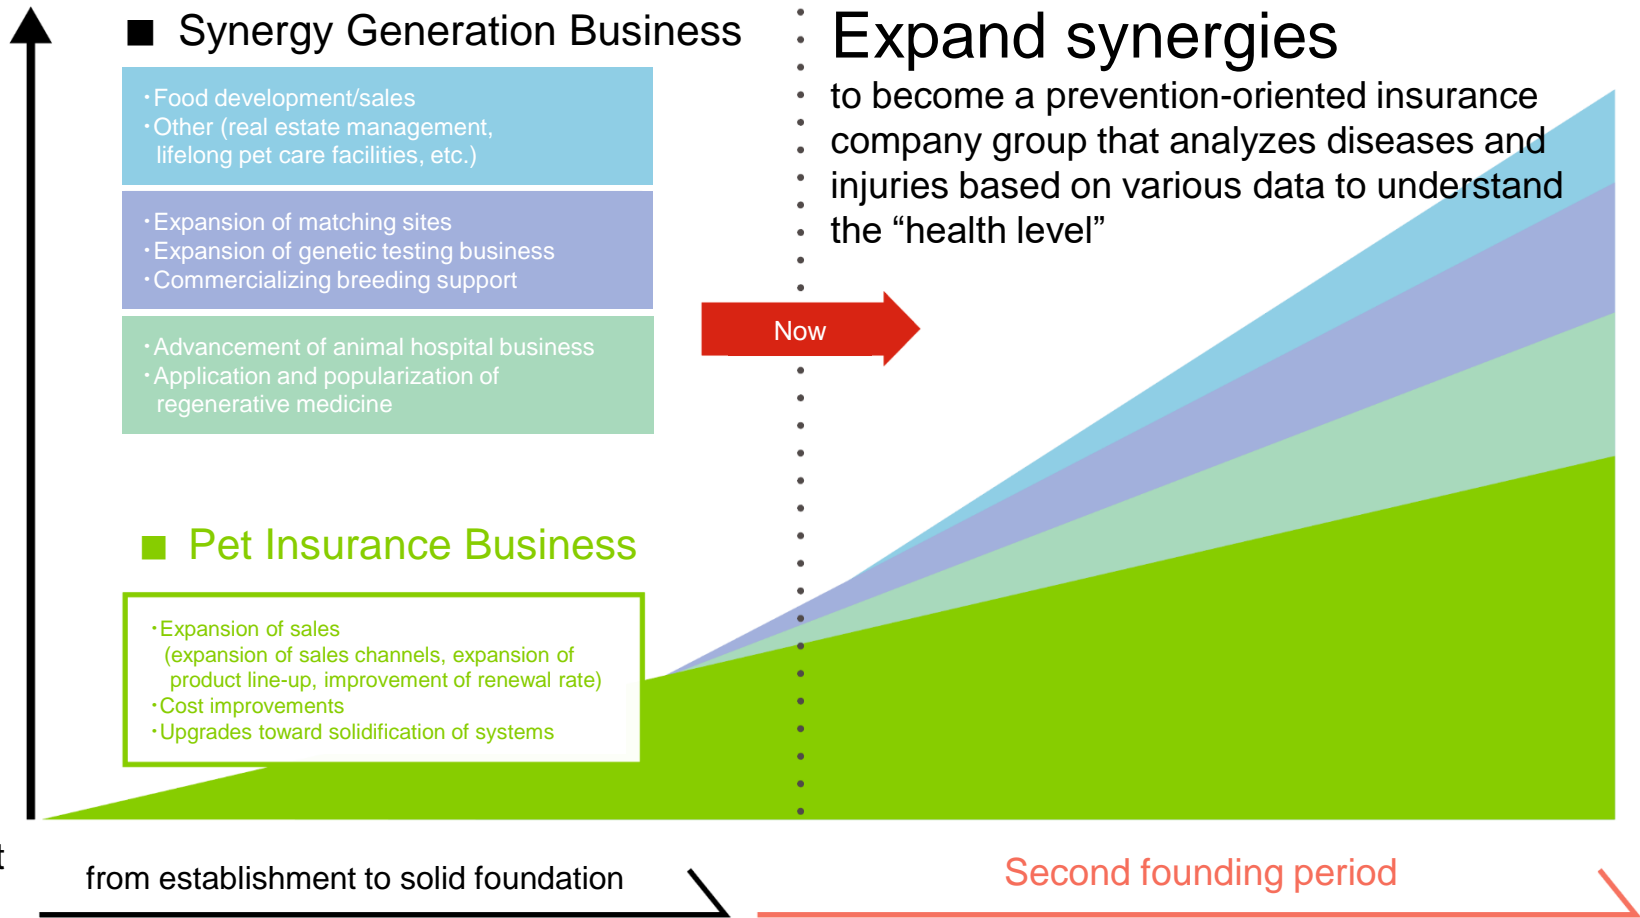 ■ Synergy Generation Business
・Food development/sales
・Other (real estate management,
lifelong pet care facilities, etc.)
・Expansion of matching sites
・Expansion of genetic testing business
・Commercializing breeding support
・Advancement of animal hospital business
・Application and popularization of
regenerative medicine
■ Pet Insurance Business
・Expansion of sales
(expansion of sales channels, expansion of
product line-up, improvement of renewal rate)
・Cost improvements
・Upgrades toward solidification of systems
Expand synergies
to become a prevention-oriented insurance
company group that analyzes diseases and
injuries based on various data to understand
the “health level”
Now
t
from establishment to solid foundation
Second founding period